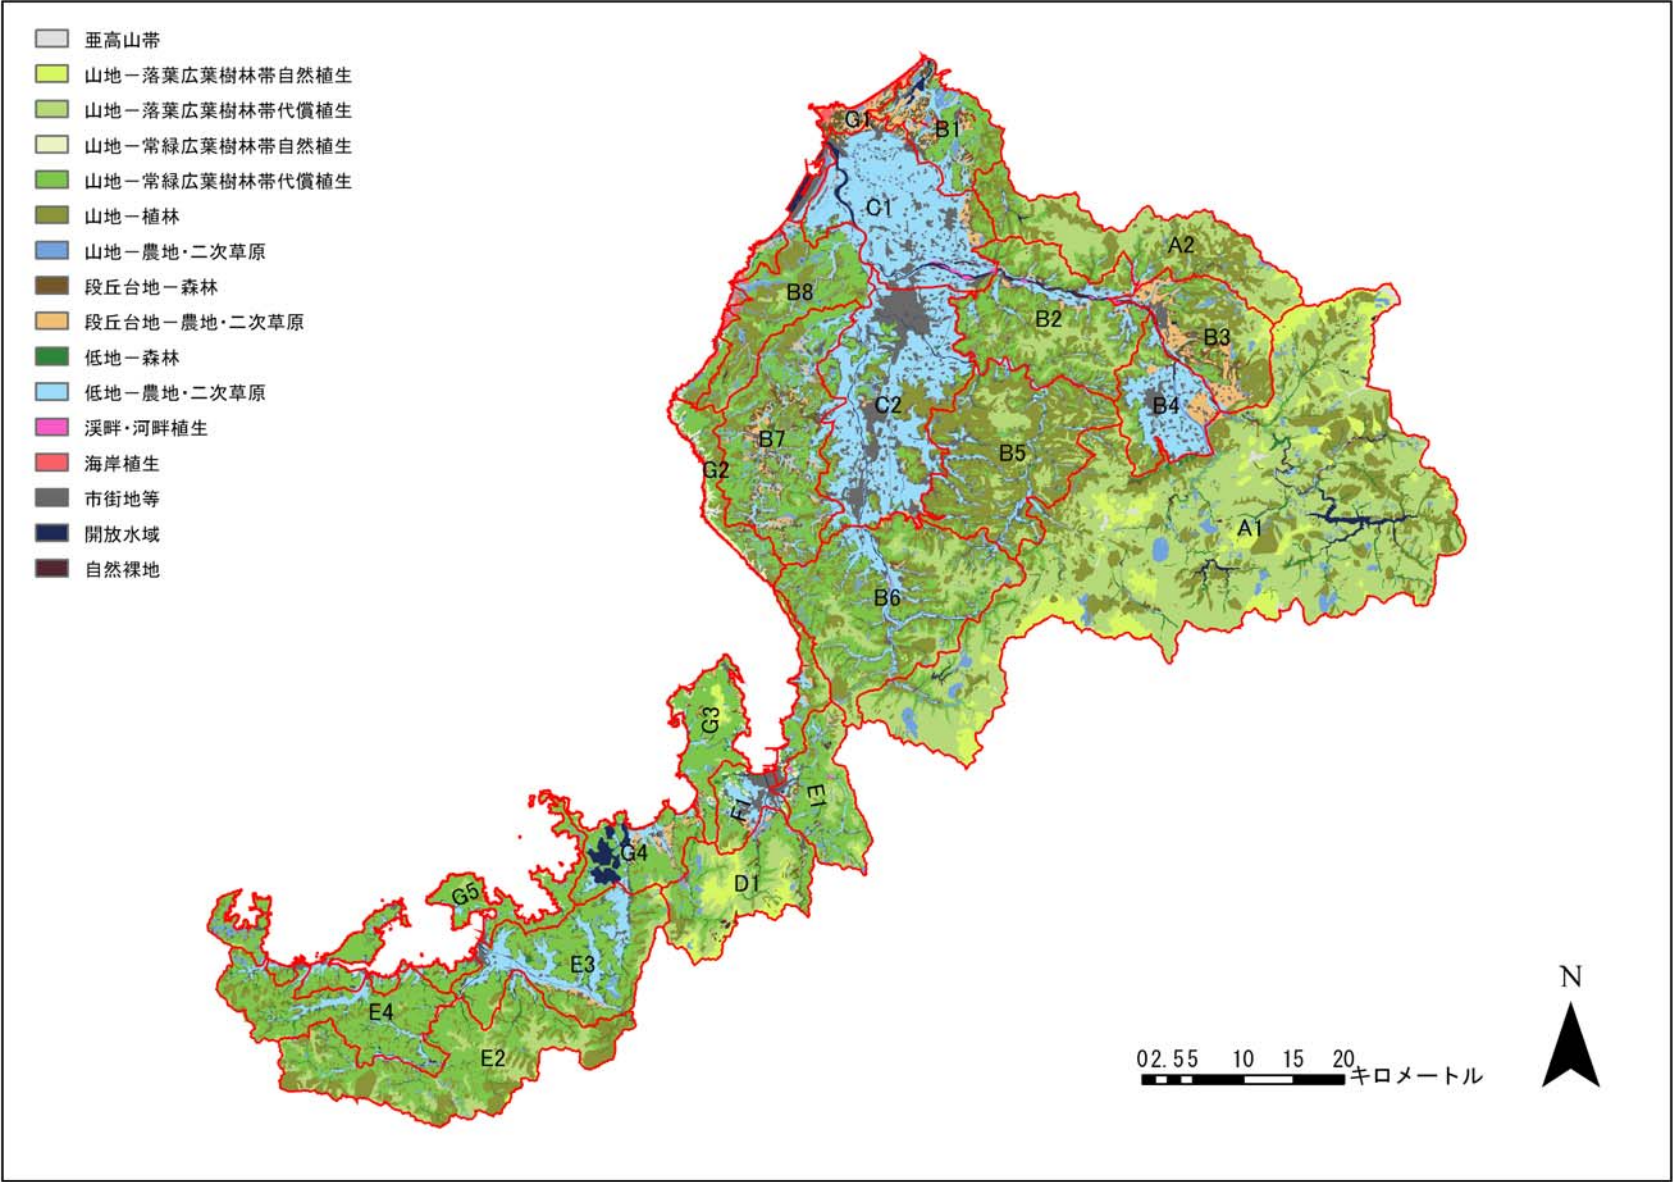 亜高山帯
山地－落葉広葉樹林帯自然植生
山地－落葉広葉樹林帯代償植生
山地－常緑広葉樹林帯自然植生
山地－常緑広葉樹林帯代償植生
山地－植林
山地－農地・二次草原
段丘台地－森林
段丘台地－農地・二次草原
低地－森林
低地－農地・二次草原
渓畔・河畔植生
海岸植生
市街地等
開放水域
自然裸地
G1
B1
C1
A2
B8
B2
B3
C2
B4
B7
B5
G2
A1
B6
G3
F1
E1
G4
D1
G5
E3
E4
E2
N
0 2.5 5 10 15 20
キロメートル